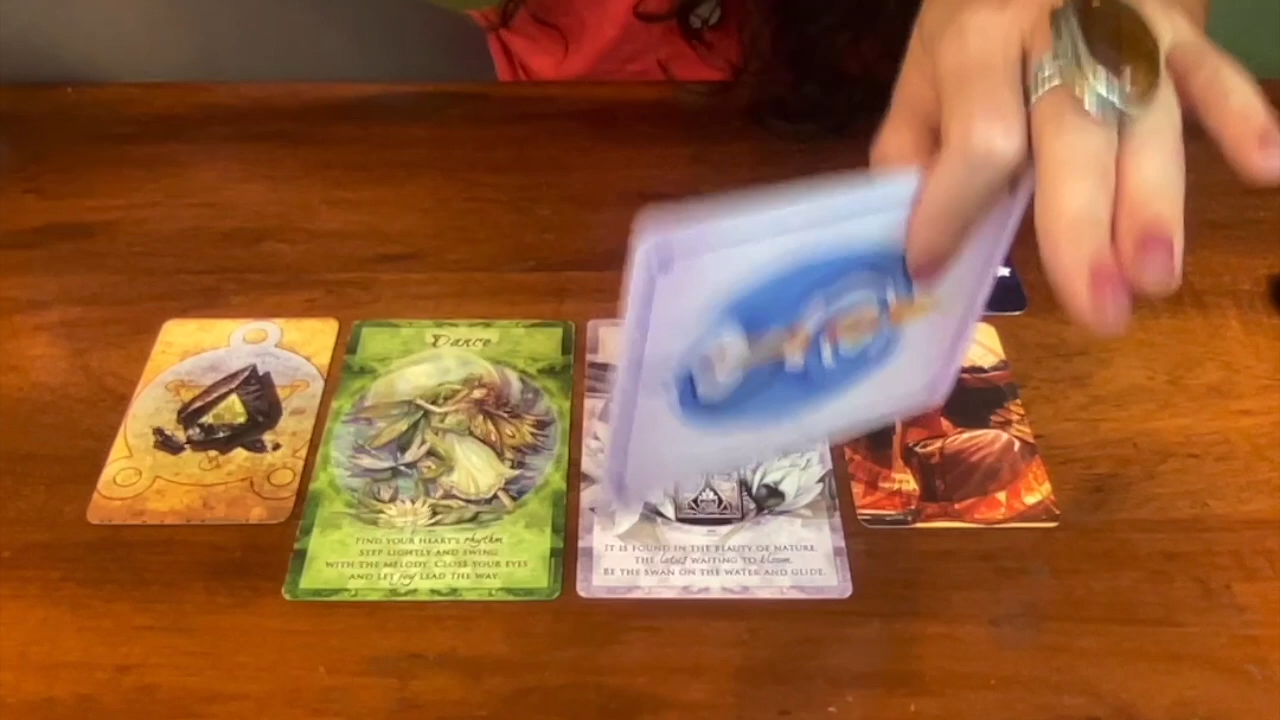 Dance
FIND YOUR HEART'S rhythm
STEP LIGHTLY AND SWING
WITH THE MELODY. CLOSE YOUR EYES
AND LET joy LEAD THE WAY.
IT IS FOUND IN THE BEAUTY OF NATURE.
THE lotus WAITING TO bloom.
BE THE SWAN ON THE WATER AND GLIDE.